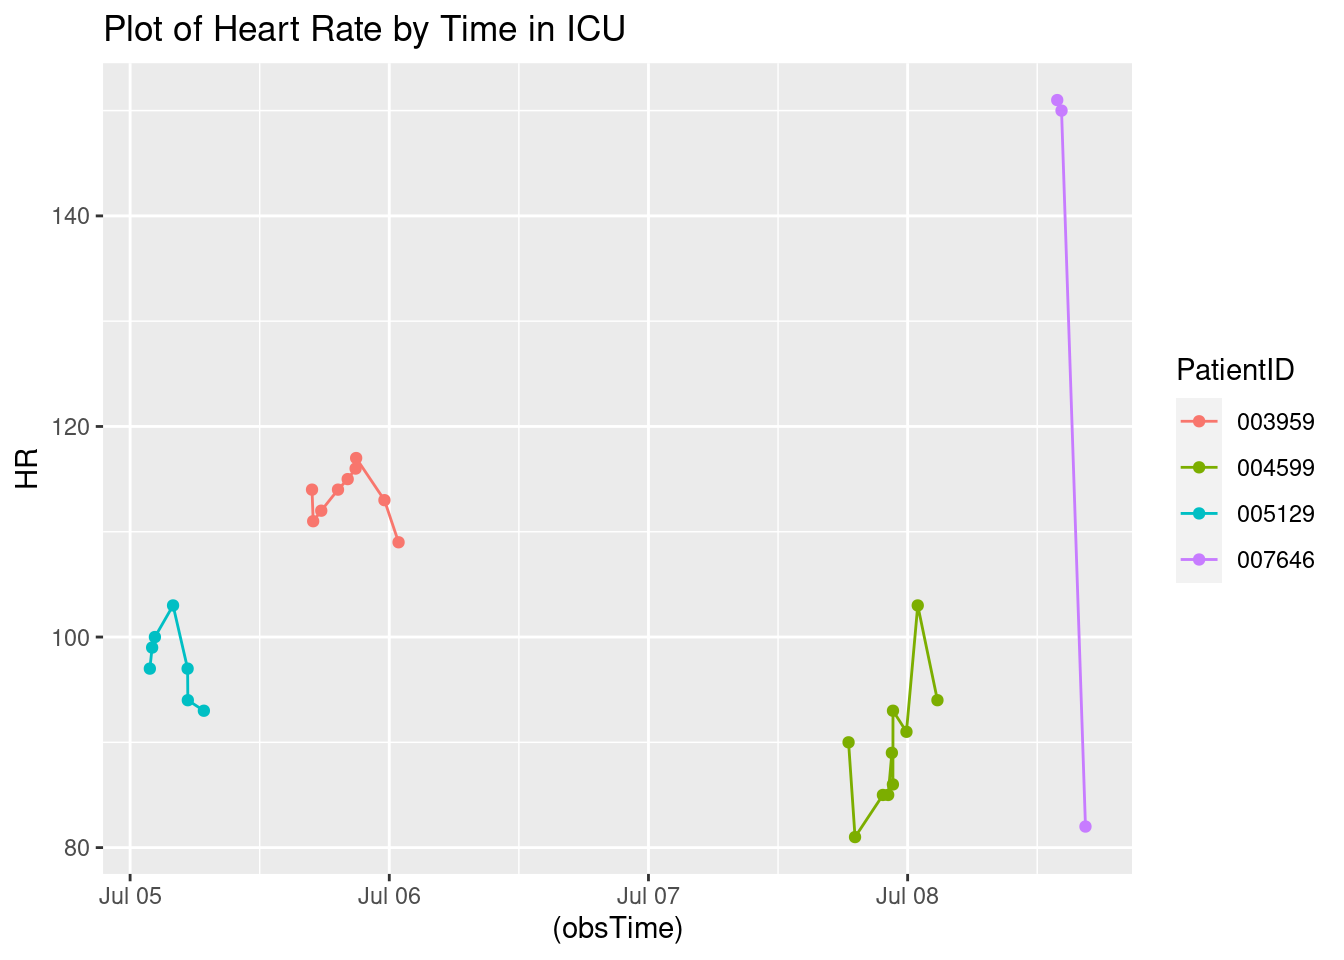 Plot of Heart Rate by Time in ICU
140
120
100
80
HR
Jul 05 Jul 06 Jul 07 Jul 08
(obsTime)
PatientID
003959
004599
005129
007646